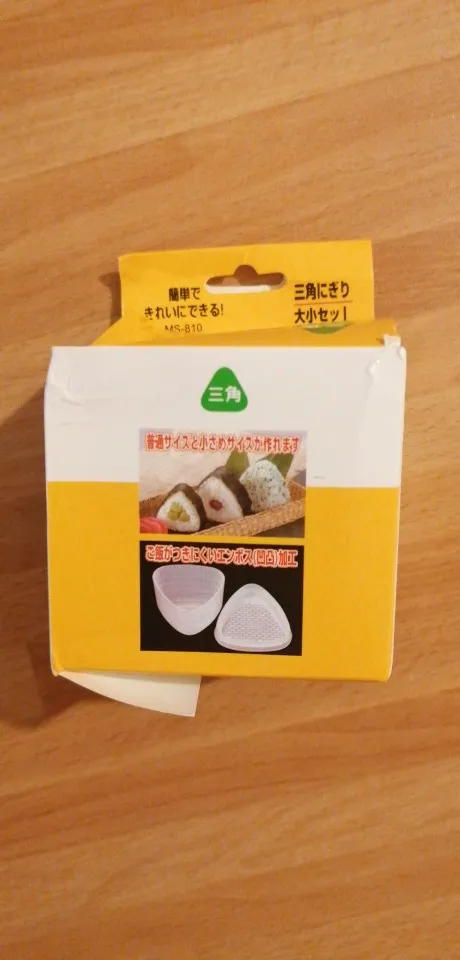 簡単で
きれいにできる!
MS-810
三角にぎり
大小セット
三角
普通サイズと小さめサイズが作れます
ご飯がつきにくいエンボス(凹凸)加工